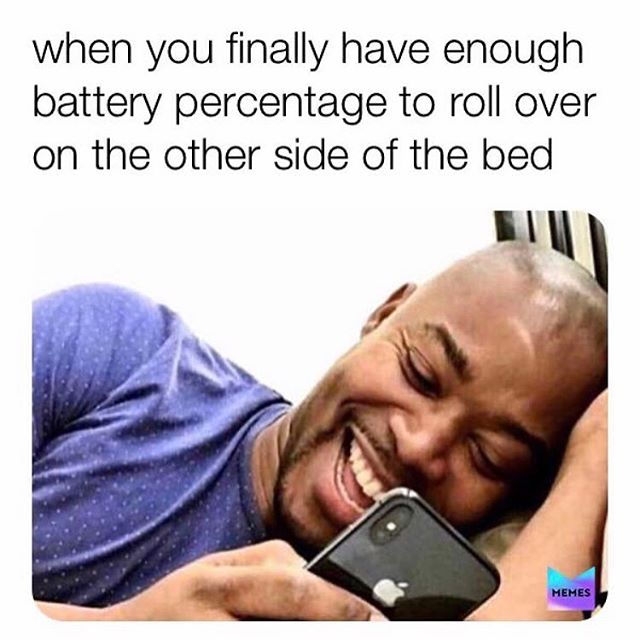 when you finally have enough
battery percentage to roll over
on the other side of the bed
MEMES